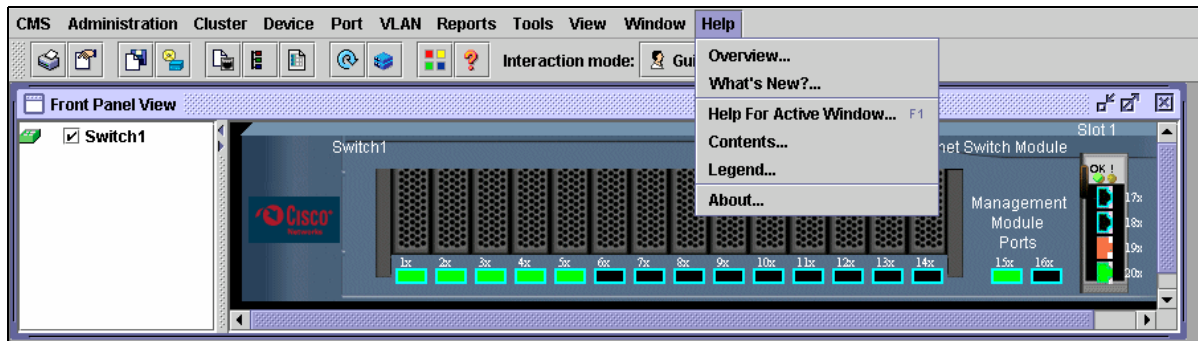 CMS Administration Cluster Device Port VLAN Reports Tools View Window Help
Interaction mode: Gui
Overview...
What's New?...
Help For Active Window... F1
Contents...
Legend...
About...
Front Panel View
Switch1
Slot 1
Switch1
net Switch Module
OK !
Cisco
Networks
Management
Module
Ports
17x
18x
19x
20x
1x 2x 3x 4x 5x 6x 7x 8x 9x 10x 11x 12x 13x 14x 15x 16x